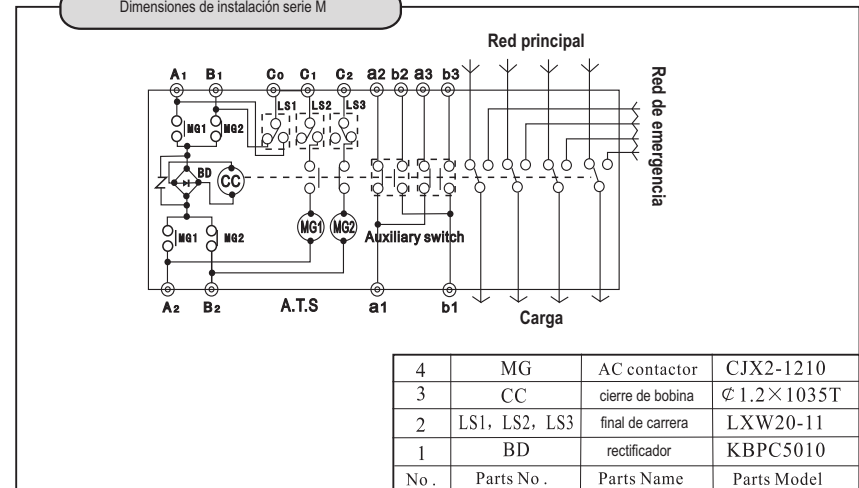 Dimensiones de instalación serie M
Red principal
A1 B1 C0 C1 C2 a2 b2 a3 b3
Red de emergencia
LS1 LS2 LS3
MG1 MG2
BD
CC
MG1 MG2
MG1 MG2
Auxiliary switch
A2 B2 A.T.S a1 b1
Carga
4 MG AC contactor CJX2-1210
3 CC cierre de bobina ₵1.2×1035T
2 LS1, LS2, LS3 final de carrera LXW20-11
1 BD rectificador KBPC5010
No. Parts No. Parts Name Parts Model